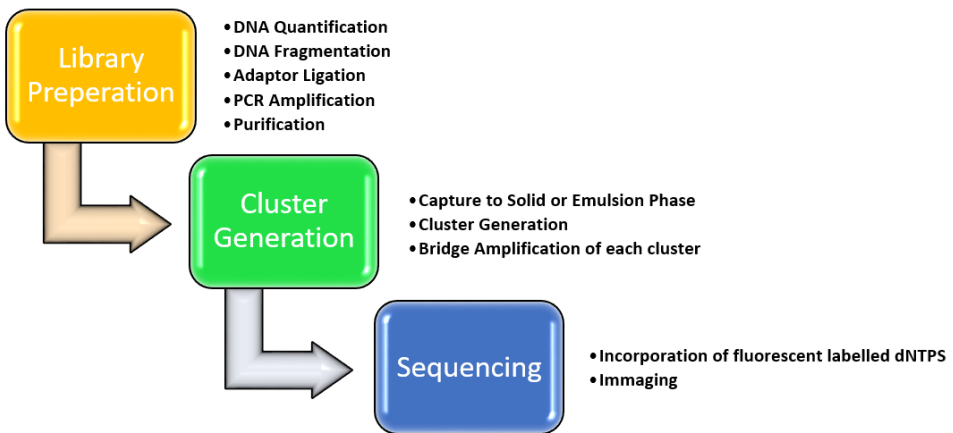 Library
Preperation
•DNA Quantification
•DNA Fragmentation
•Adaptor Ligation
•PCR Amplification
•Purification
Cluster
Generation
•Capture to Solid or Emulsion Phase
•Cluster Generation
•Bridge Amplification of each cluster
Sequencing
•Incorporation of fluorescent labelled dNTPS
•Immaging